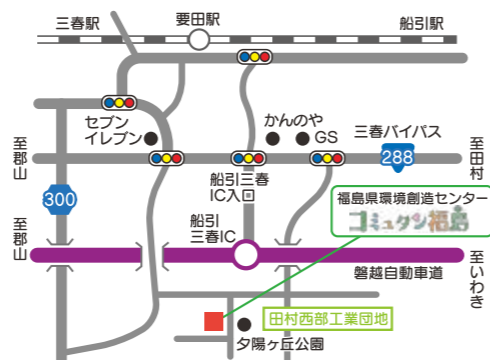 三春駅
要田駅
船引駅
セブン
イレブン
かんのや
GS
三春バイパス
288
至郡山
至田村
船引三春
IC入口
300
福島県環境創造センター
コミュタン福島
船引
三春IC
至郡山
至いわき
磐越自動車道
田村西部工業団地
夕陽ヶ丘公園